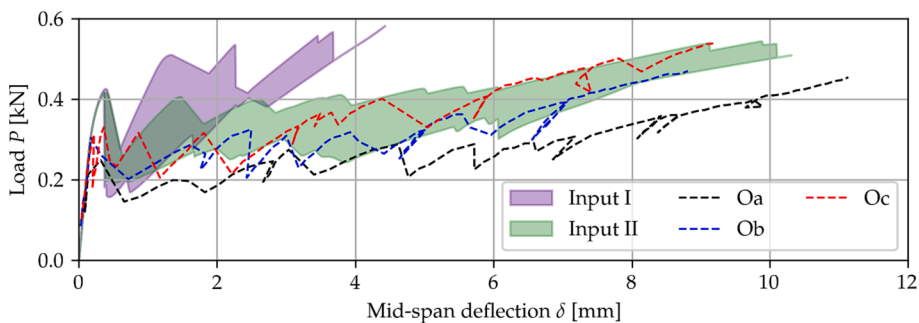 0.6
0.4
0.2
0.0
Load P [kN]
Input I
Input II
Oa
Ob
Oc
0
2
4
6
8
10
12
Mid-span deflection δ [mm]